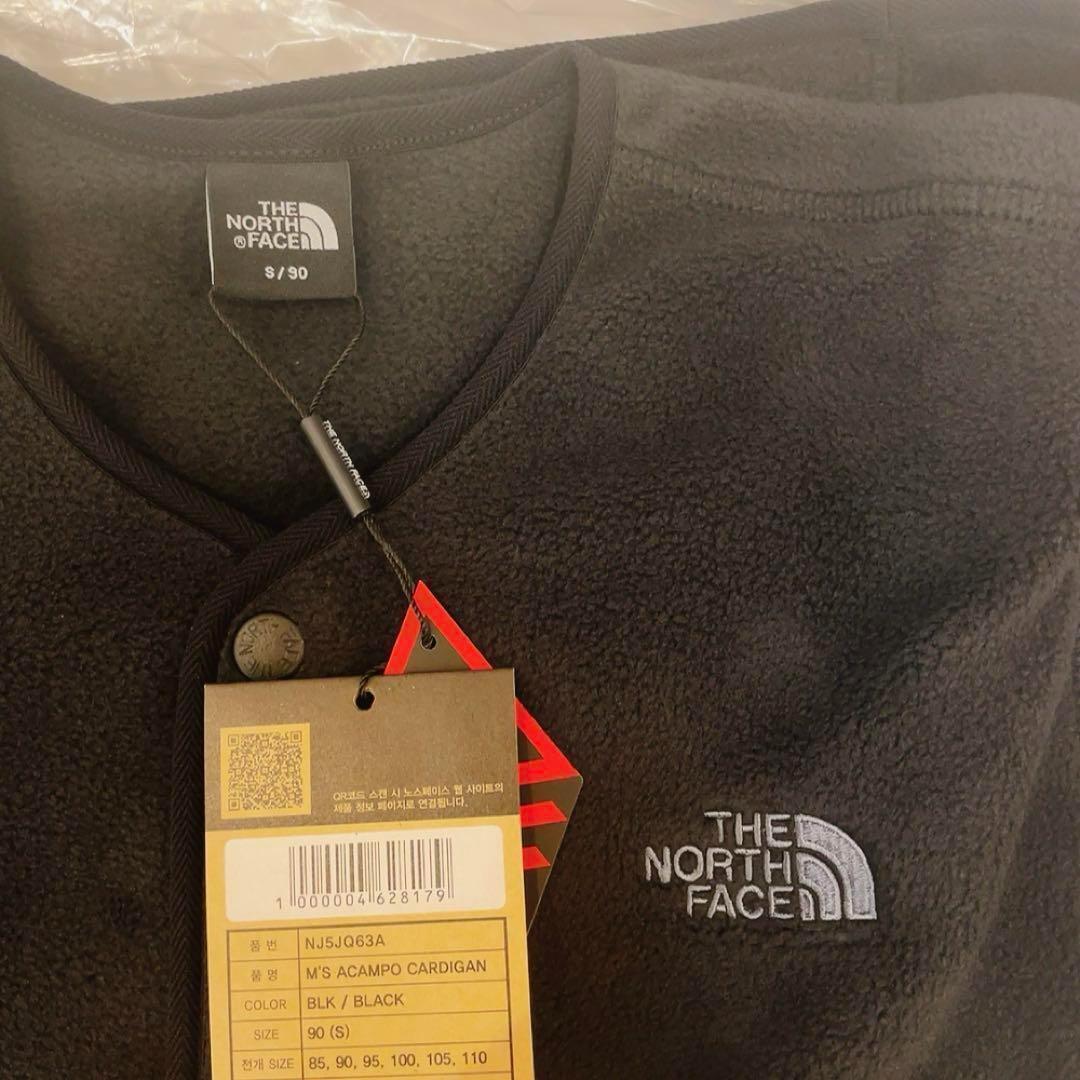 THE
NORTH
®FACE
S / 90
THE NORTH FACE®
QR코드 스캔 시 노스페이스 웹 사이트의
제품 정보 페이지로 연결됩니다.
1 000004 628179
품 번 NJ5JQ63A
품 명 M'S ACAMPO CARDIGAN
COLOR BLK / BLACK
SIZE 90 (S)
전개 SIZE 85, 90, 95, 100, 105, 110
THE
NORTH
FACE